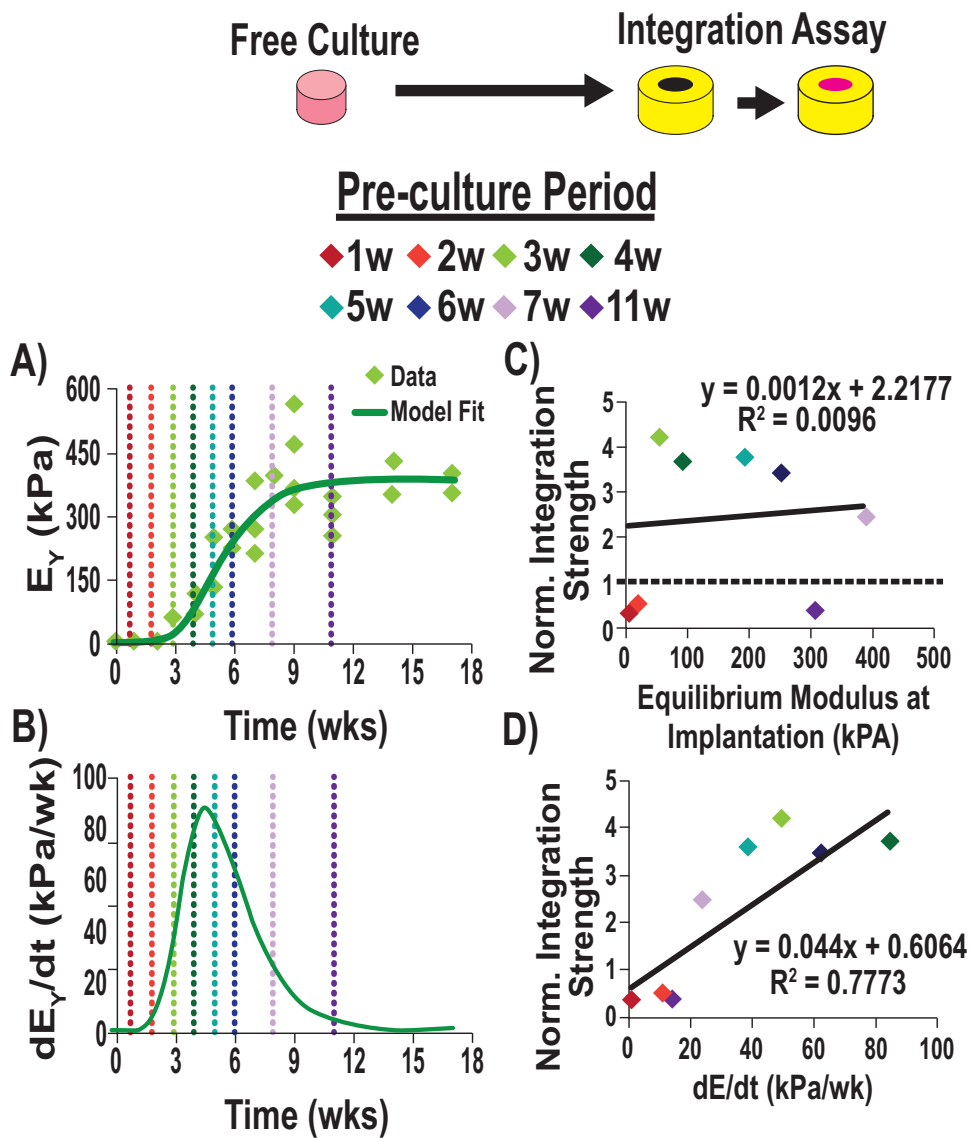 Free Culture
Integration Assay
Pre-culture Period
1w 2w 3w 4w
5w 6w 7w 11w
A)
600
450
300
150
0
E_Y (kPa)
Data
Model Fit
0 3 6 9 12 15 18
Time (wks)
B)
100
80
60
40
20
0
dE_Y/dt (kPa/wk)
0 3 6 9 12 15 18
Time (wks)
C)
y = 0.0012x + 2.2177
R² = 0.0096
5
4
3
2
1
0
Norm. Integration
Strength
0 100 200 300 400 500
Equilibrium Modulus at
Implantation (kPA)
D)
5
4
3
2
1
0
Norm. Integration
Strength
y = 0.044x + 0.6064
R² = 0.7773
0 20 40 60 80 100
dE/dt (kPa/wk)